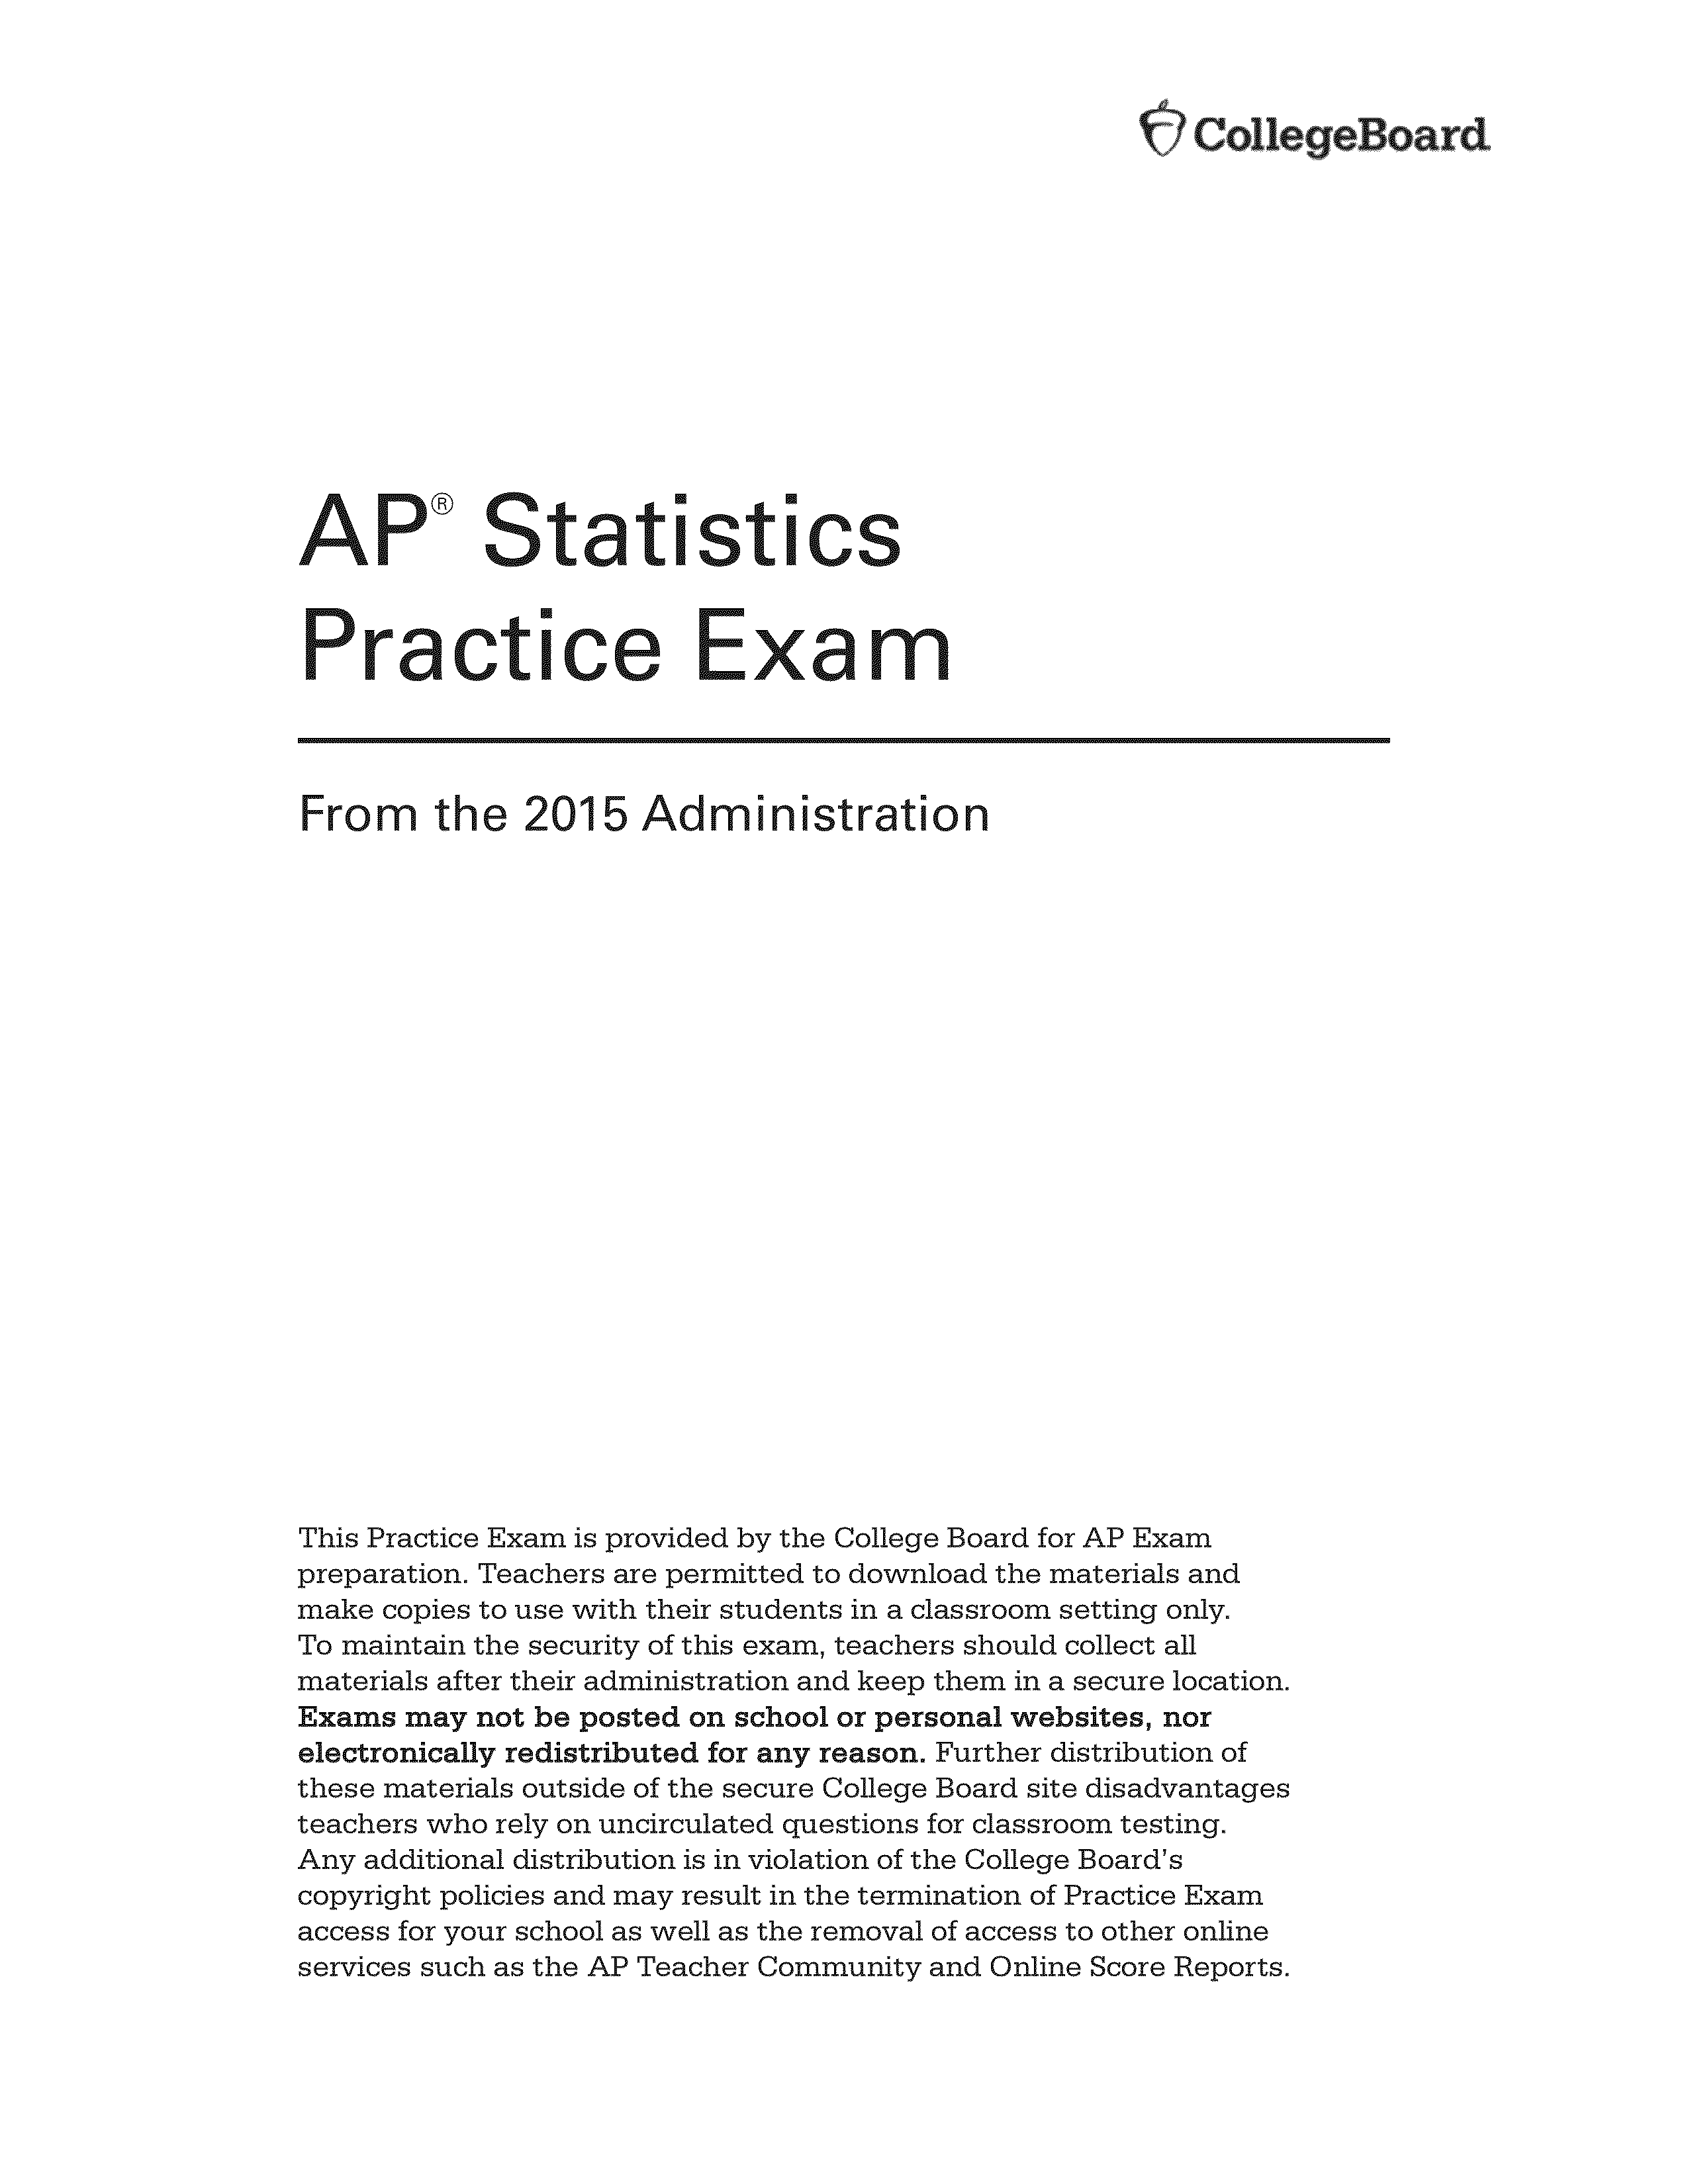 CollegeBoard
AP® Statistics
Practice Exam
From the 2015 Administration
This Practice Exam is provided by the College Board for AP Exam
preparation. Teachers are permitted to download the materials and
make copies to use with their students in a classroom setting only.
To maintain the security of this exam, teachers should collect all
materials after their administration and keep them in a secure location.
Exams may not be posted on school or personal websites, nor
electronically redistributed for any reason. Further distribution of
these materials outside of the secure College Board site disadvantages
teachers who rely on uncirculated questions for classroom testing.
Any additional distribution is in violation of the College Board's
copyright policies and may result in the termination of Practice Exam
access for your school as well as the removal of access to other online
services such as the AP Teacher Community and Online Score Reports.